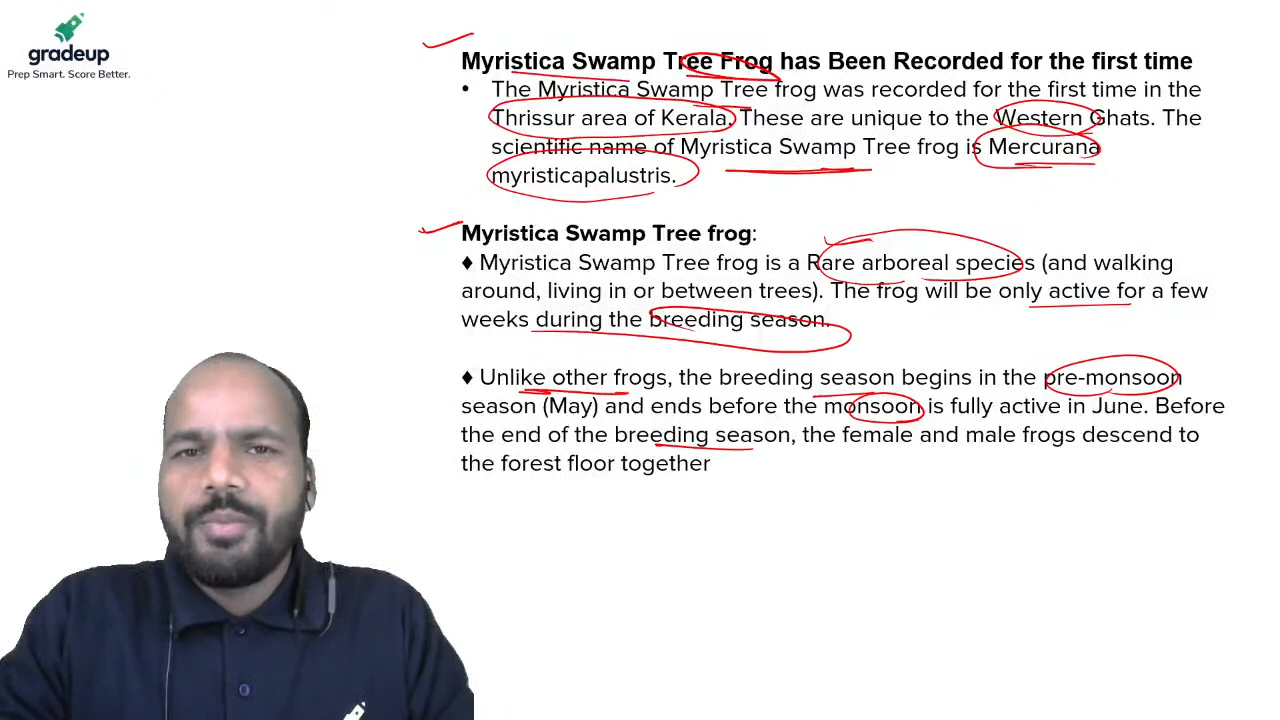 gradeup
Prep Smart. Score Better.
Myristica Swamp Tree Frog has Been Recorded for the first time
• The Myristica Swamp Tree frog was recorded for the first time in the
Thrissur area of Kerala. These are unique to the Western Ghats. The
scientific name of Myristica Swamp Tree frog is Mercurana
myristicapalustris.
Myristica Swamp Tree frog:
♦ Myristica Swamp Tree frog is a Rare arboreal species (and walking
around, living in or between trees). The frog will be only active for a few
weeks during the breeding season.
♦ Unlike other frogs, the breeding season begins in the pre-monsoon
season (May) and ends before the monsoon is fully active in June. Before
the end of the breeding season, the female and male frogs descend to
the forest floor together